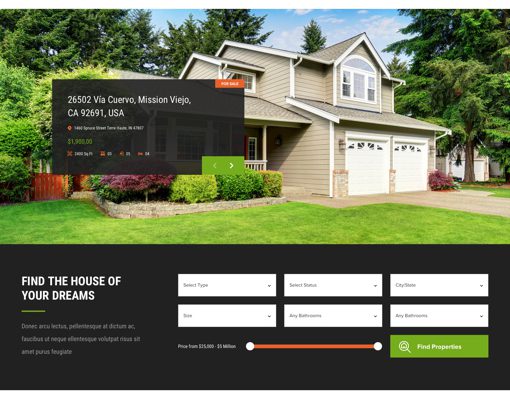 FOR SALE
26502 Vía Cuervo, Mission Viejo,
CA 92691, USA
1460 Spruce Street Terre Haute, IN 47807
$1,900,00
2400 Sq Ft 03 05 04
FIND THE HOUSE OF
YOUR DREAMS
Donec arcu lectus, pellentesque at dictum ac,
faucibus ut neque ellentesque volutpat risus sit
amet purus feugiate
Select Type
Select Status
City/State
Size
Any Bathrooms
Any Bathrooms
Price from $25,000 - $5 Million
Find Properties